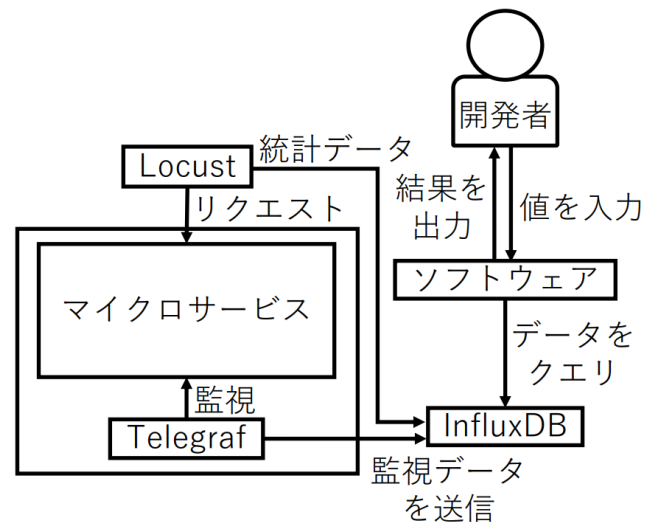 開発者
Locust
統計データ
リクエスト
結果を
出力
値を入力
ソフトウェア
マイクロサービス
データを
クエリ
監視
Telegraf
InfluxDB
監視データ
を送信